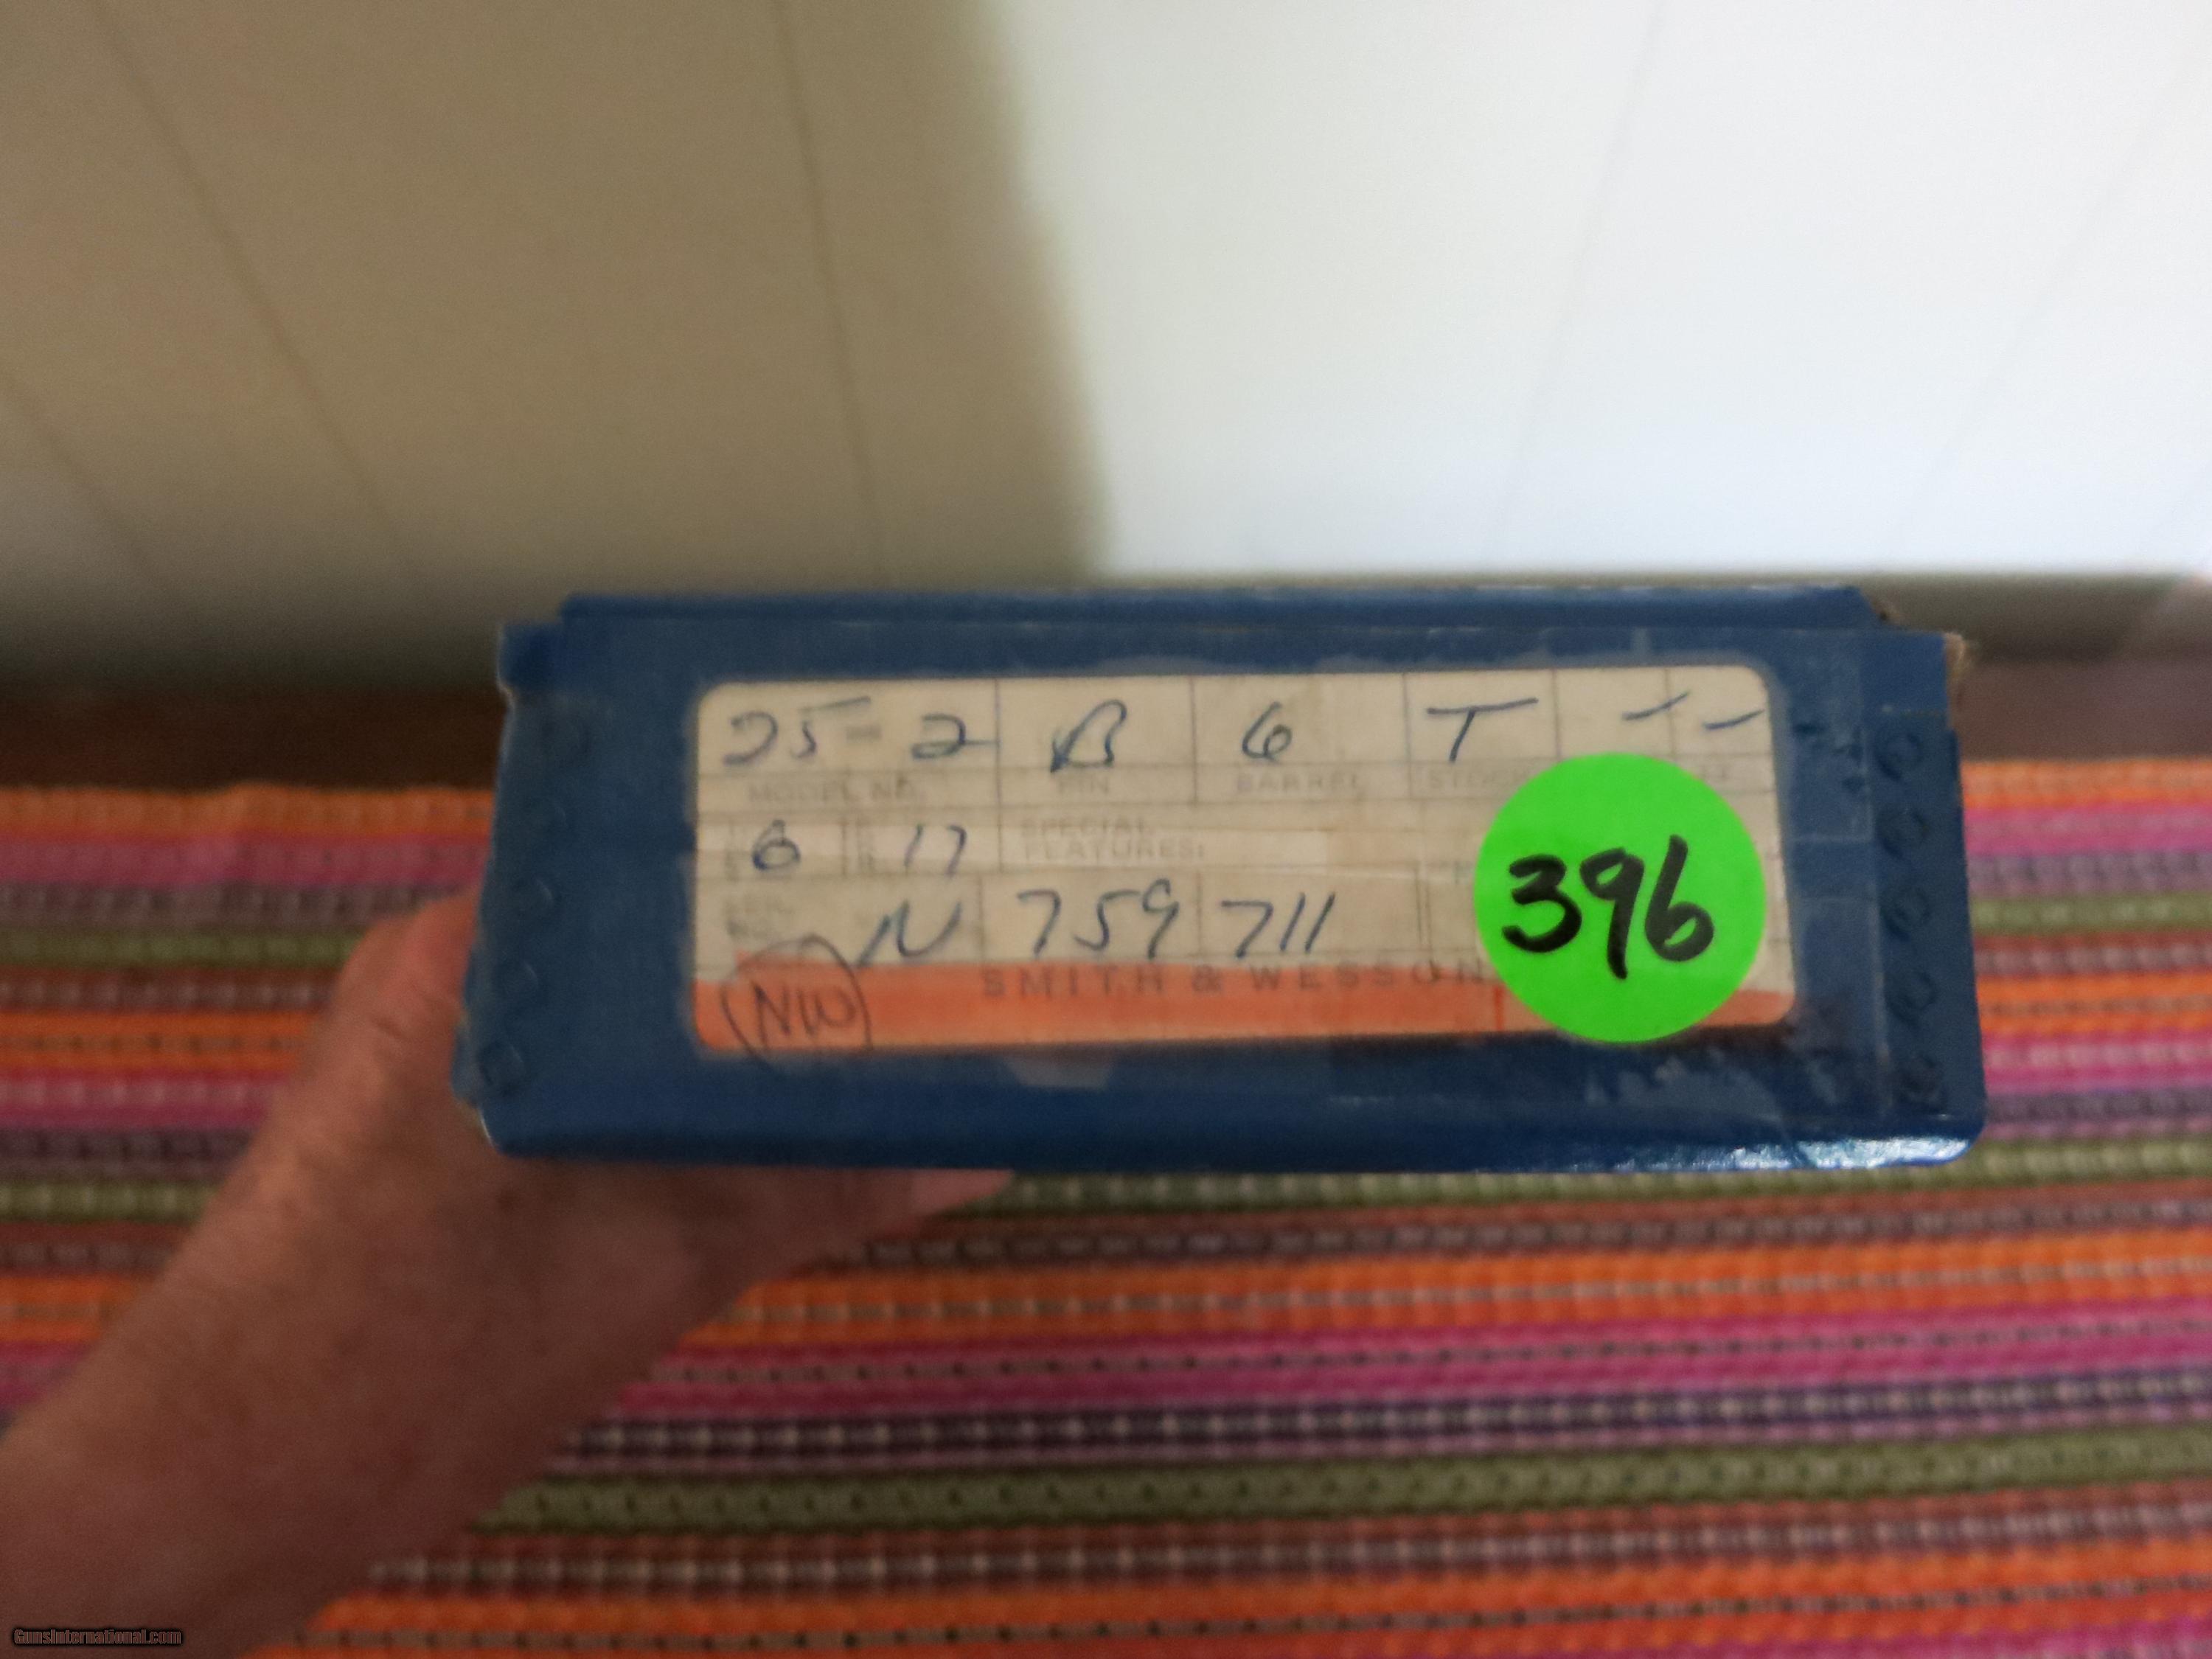 25-2 B 6 T - -
MODEL NO. FIN BARREL STOCK
6 17 SPECIAL FEATURES:
N 759 711
NW SMITH & WESSON
396
GunsInternational.com